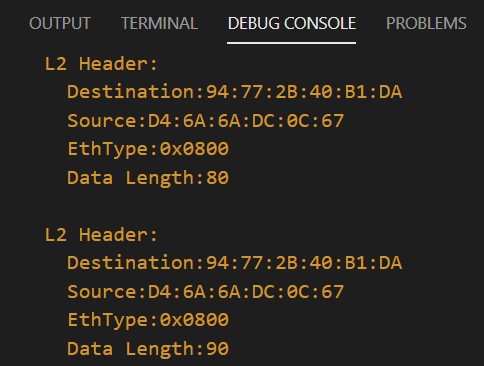 OUTPUT TERMINAL DEBUG CONSOLE PROBLEMS
L2 Header:
Destination:94:77:2B:40:B1:DA
Source:D4:6A:6A:DC:0C:67
EthType:0x0800
Data Length:80
L2 Header:
Destination:94:77:2B:40:B1:DA
Source:D4:6A:6A:DC:0C:67
EthType:0x0800
Data Length:90